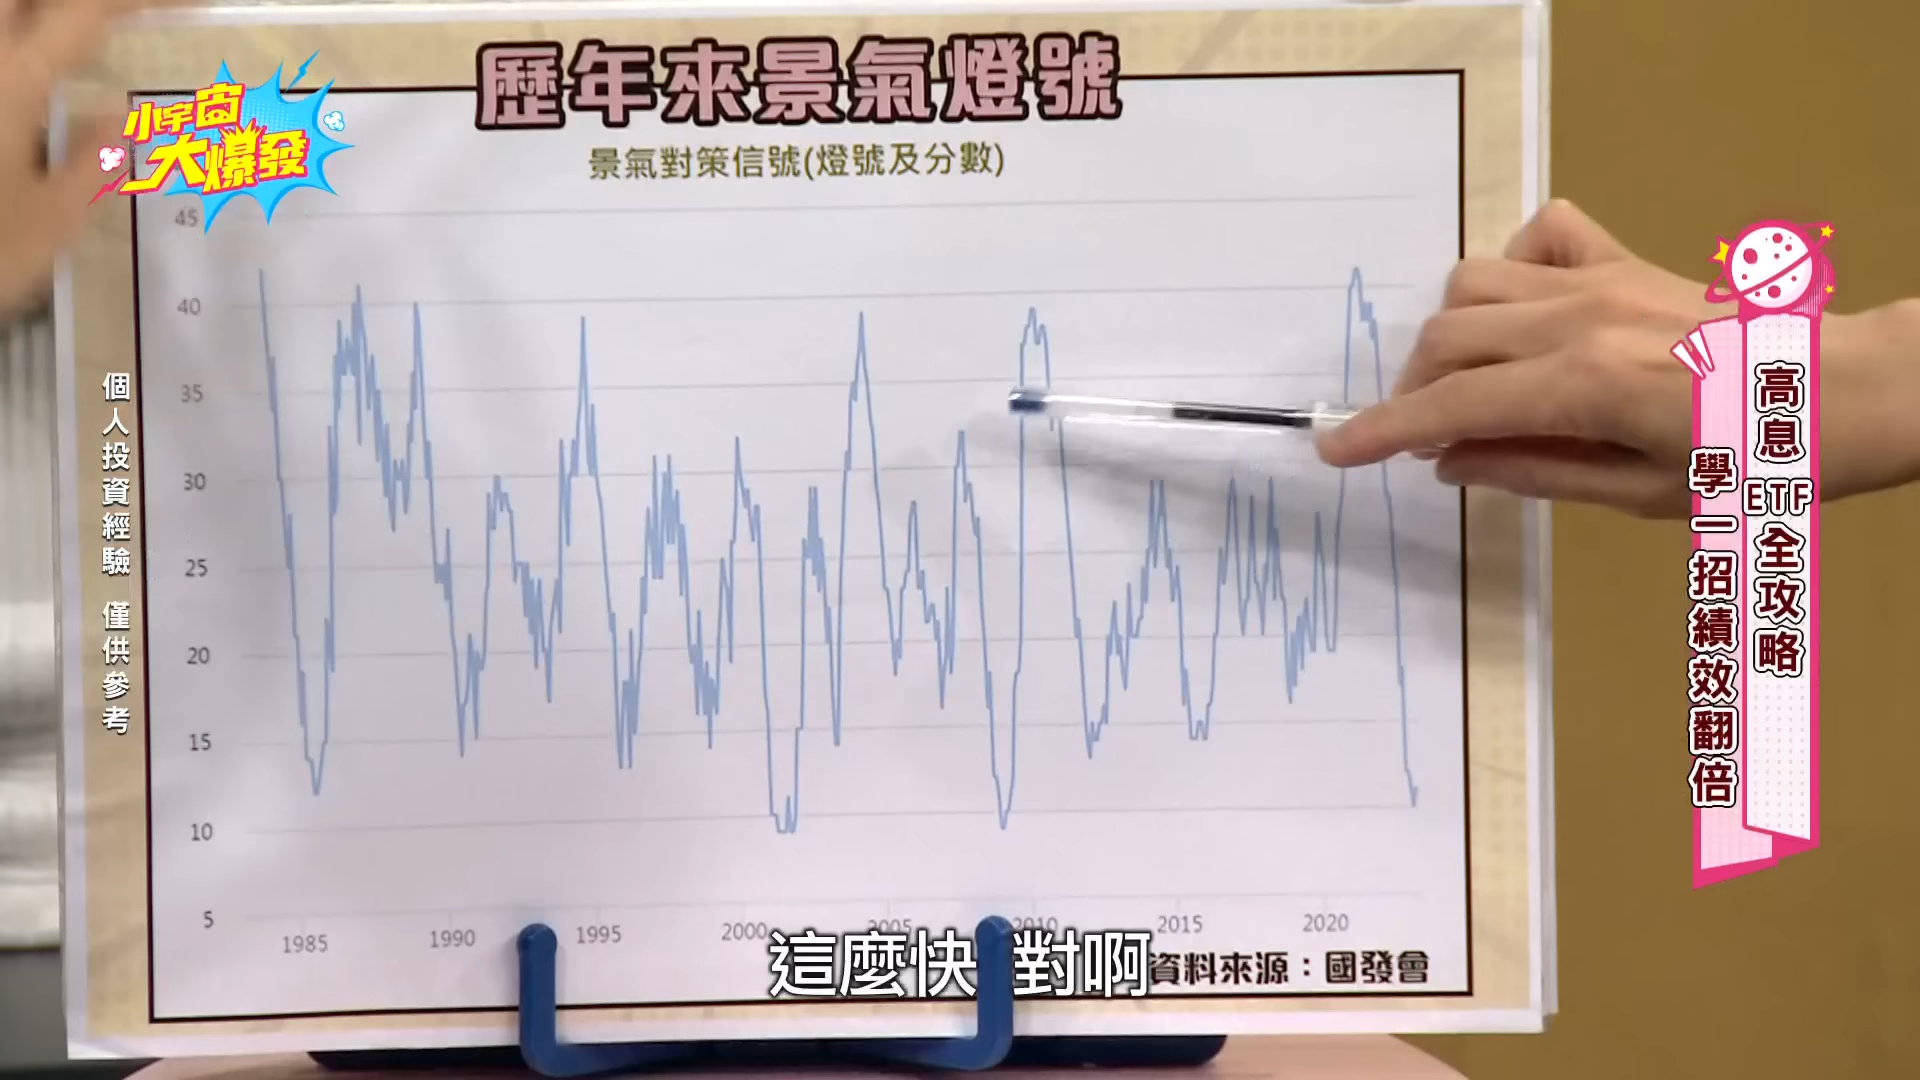 歷年來景氣燈號
小宇宙
大爆發
景氣對策信號(燈號及分數)
45
40
35
30
25
20
15
10
5
1985
1990
1995
2000
2005
2010
2015
2020
資料來源：國發會
個人投資經驗 僅供參考
高息ETF全攻略
學一招績效翻倍
這麼快 對啊